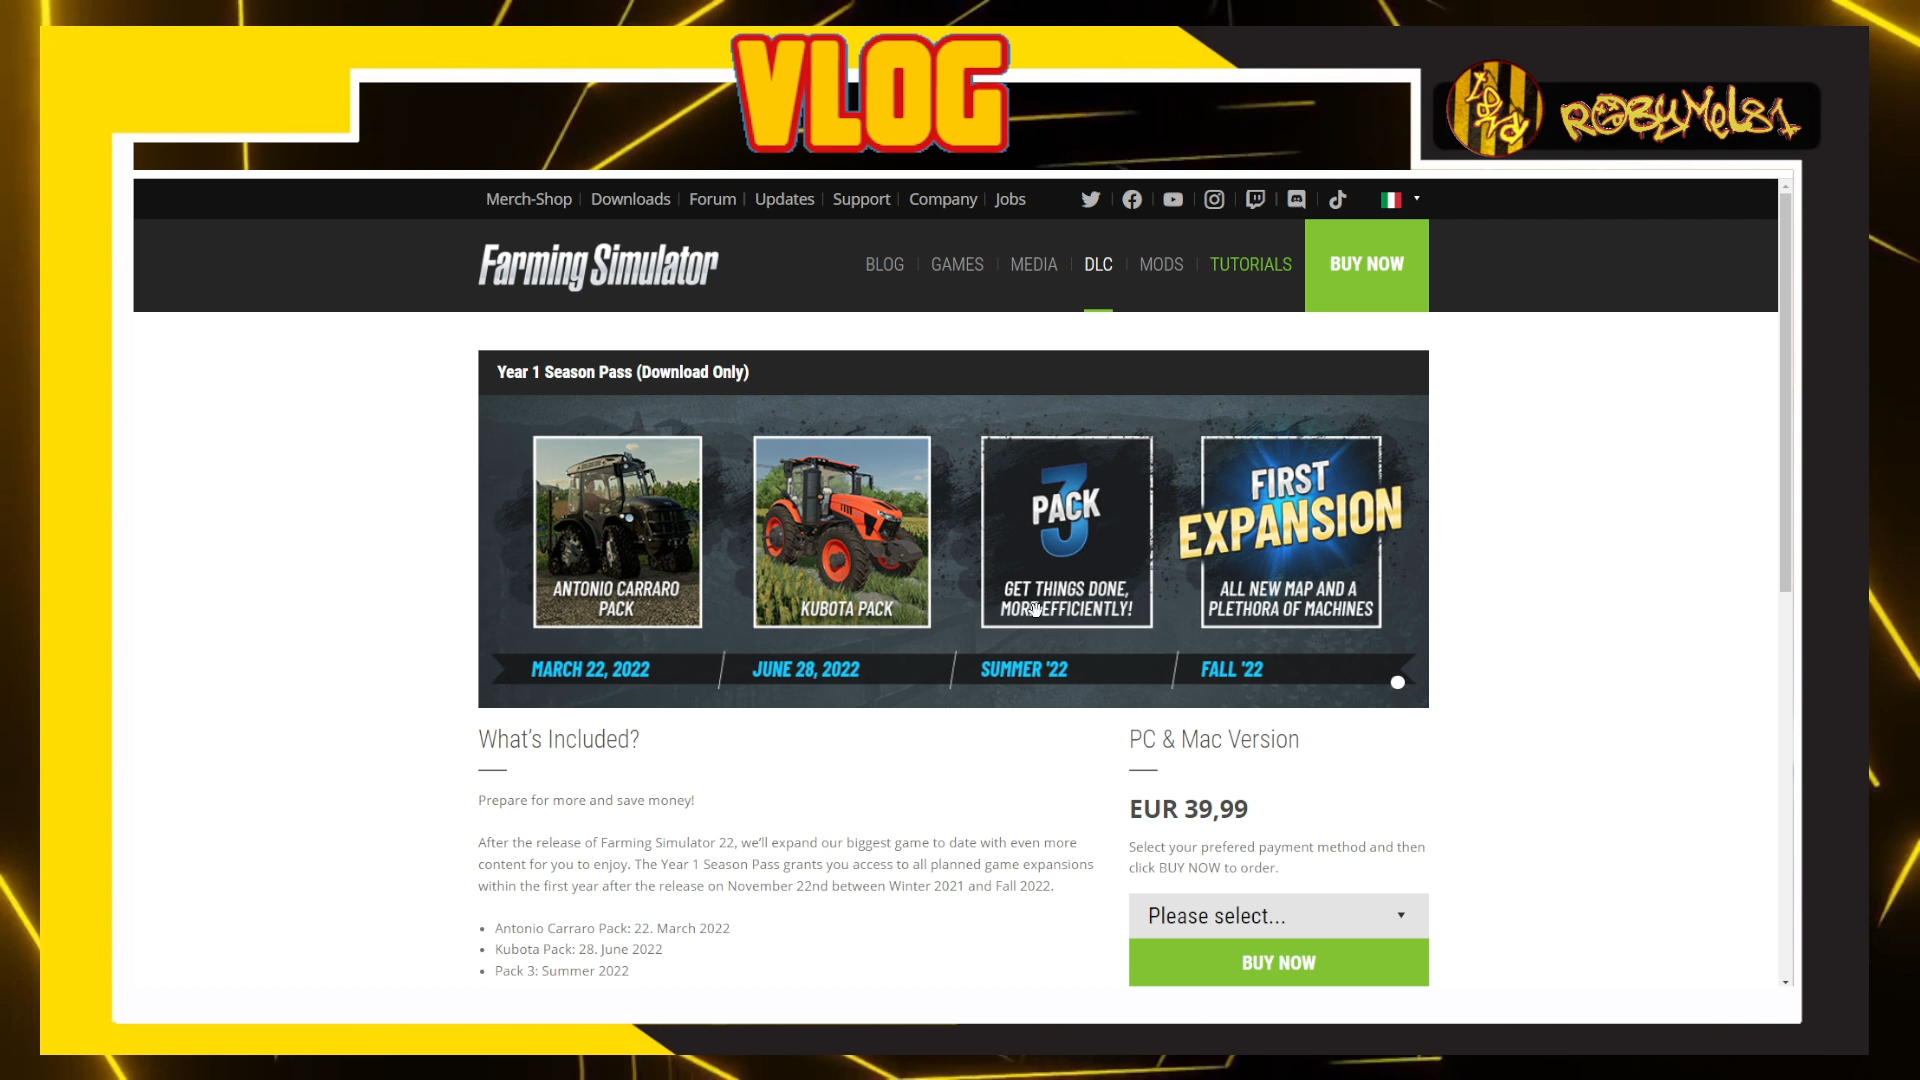 VLOG
ROBYMEL81
Merch-Shop Downloads Forum Updates Support Company Jobs
Farming Simulator
BLOG GAMES MEDIA DLC MODS TUTORIALS BUY NOW
Year 1 Season Pass (Download Only)
ANTONIO CARRARO
PACK
KUBOTA PACK
3
PACK
GET THINGS DONE,
MORE EFFICIENTLY!
FIRST
EXPANSION
ALL NEW MAP AND A
PLETHORA OF MACHINES
MARCH 22, 2022
JUNE 28, 2022
SUMMER '22
FALL '22
What's Included?
Prepare for more and save money!
After the release of Farming Simulator 22, we'll expand our biggest game to date with even more
content for you to enjoy. The Year 1 Season Pass grants you access to all planned game expansions
within the first year after the release on November 22nd between Winter 2021 and Fall 2022.
Antonio Carraro Pack: 22. March 2022
Kubota Pack: 28. June 2022
Pack 3: Summer 2022
PC & Mac Version
EUR 39,99
Select your prefered payment method and then
click BUY NOW to order.
Please select...
BUY NOW